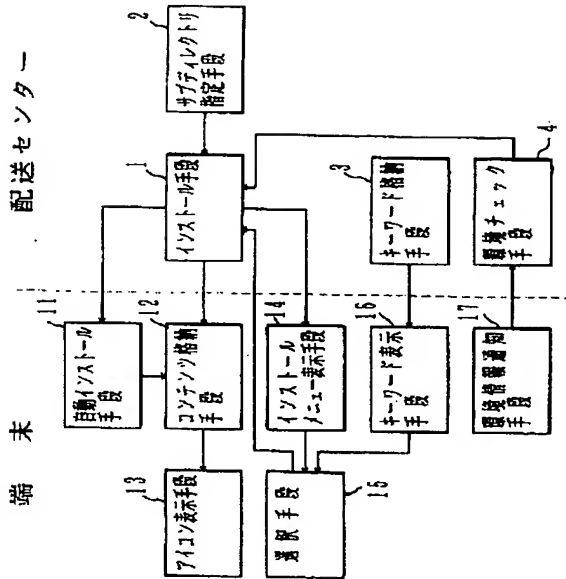 端末
配送センター
11
自動インストール
手段
12
コンテンツ格納
手段
13
アイコン表示手段
14
インストール
メニュー表示手段
15
選択手段
16
キーワード表示
手段
17
環境情報通知
手段
1
インストール手段
2
サブディレクトリ
指定手段
3
キーワード格納
手段
4
環境チェック
手段